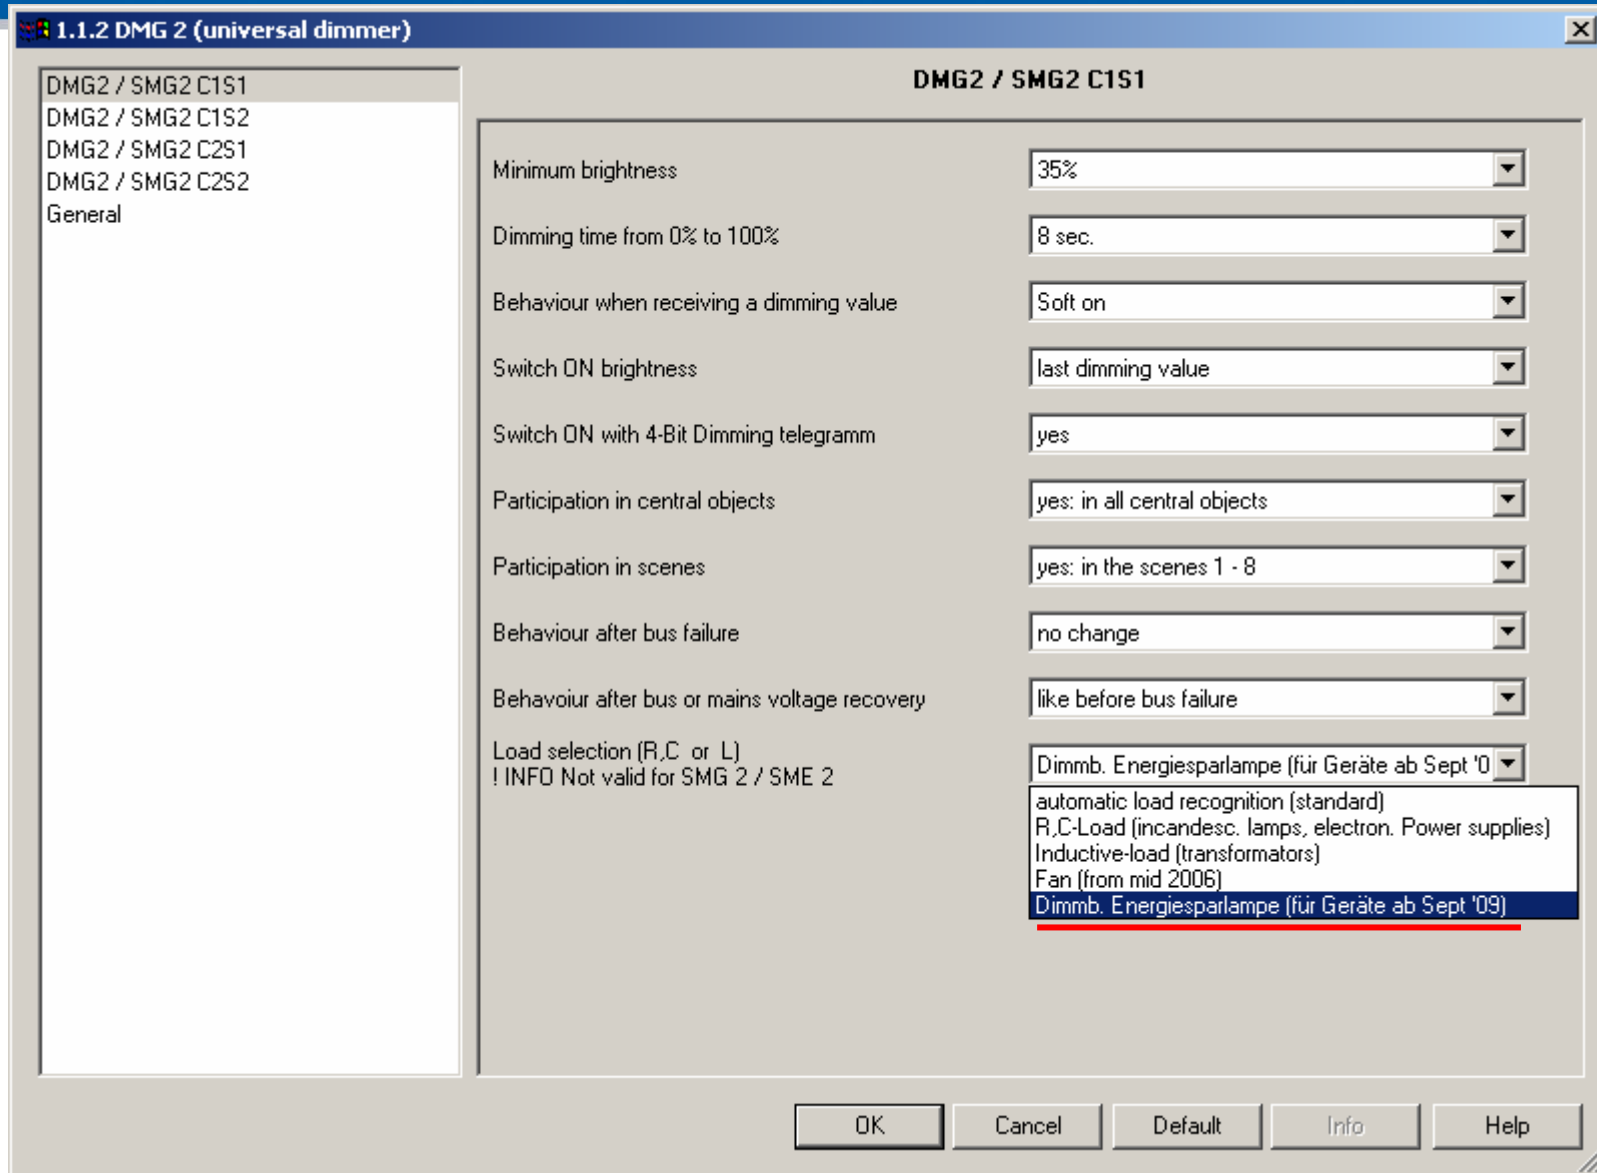 1.1.2 DMG 2 (universal dimmer)
DMG2 / SMG2 C1S1
DMG2 / SMG2 C1S2
DMG2 / SMG2 C2S1
DMG2 / SMG2 C2S2
General
DMG2 / SMG2 C1S1
Minimum brightness
35%
Dimming time from 0% to 100%
8 sec.
Behaviour when receiving a dimming value
Soft on
Switch ON brightness
last dimming value
Switch ON with 4-Bit Dimming telegramm
yes
Participation in central objects
yes: in all central objects
Participation in scenes
yes: in the scenes 1 - 8
Behaviour after bus failure
no change
Behavoiur after bus or mains voltage recovery
like before bus failure
Load selection (R,C or L)
! INFO Not valid for SMG 2 / SME 2
Dimmb. Energiesparlampe (für Geräte ab Sept '0
automatic load recognition (standard)
R,C-Load (incandesc. lamps, electron. Power supplies)
Inductive-load (transformators)
Fan (from mid 2006)
Dimmb. Energiesparlampe (für Geräte ab Sept '09)
OK
Cancel
Default
Info
Help